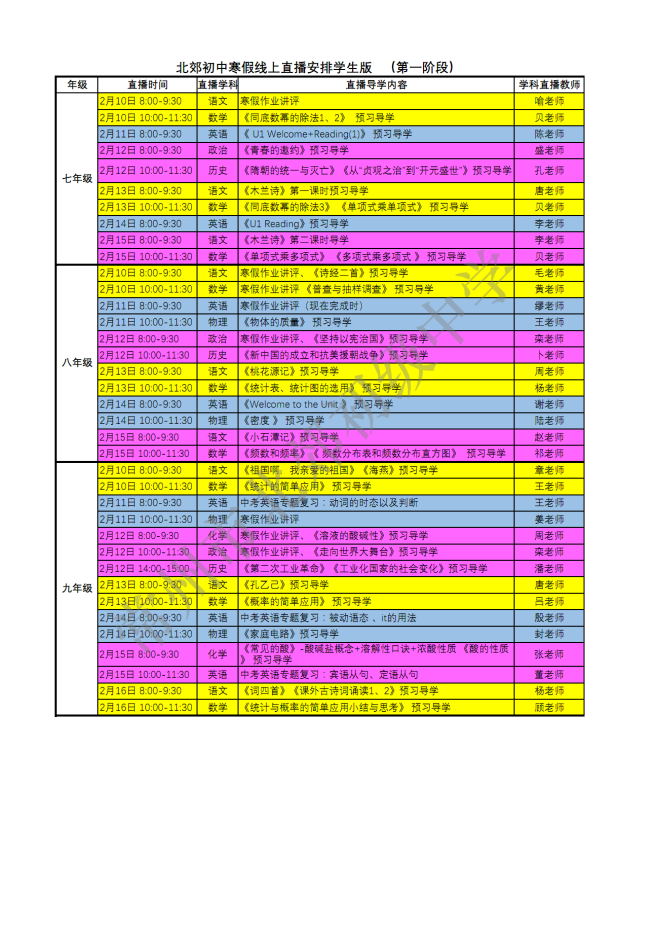 北郊初中寒假线上直播安排学生版 （第一阶段）
年级 直播时间 直播学科 直播导学内容 学科直播教师
七年级
2月10日 8:00-9:30 语文 寒假作业讲评 喻老师
2月10日 10:00-11:30 数学 《同底数幂的除法1、2》 预习导学 贝老师
2月11日 8:00-9:30 英语 《 U1 Welcome+Reading(1)》 预习导学 陈老师
2月12日 8:00-9:30 政治 《青春的邀约》预习导学 盛老师
2月12日 10:00-11:30 历史 《隋朝的统一与灭亡》《从“贞观之治”到“开元盛世”》预习导学 孔老师
2月13日 8:00-9:30 语文 《木兰诗》第一课时预习导学 唐老师
2月13日 10:00-11:30 数学 《同底数幂的除法3》 《单项式乘单项式》 预习导学 贝老师
2月14日 8:00-9:30 英语 《U1 Reading》预习导学 李老师
2月15日 8:00-9:30 语文 《木兰诗》第二课时导学 李老师
2月15日 10:00-11:30 数学 《单项式乘多项式》 《多项式乘多项式 》 预习导学 贝老师
八年级
2月10日 8:00-9:30 语文 寒假作业讲评、《诗经二首》预习导学 毛老师
2月10日 10:00-11:30 数学 寒假作业讲评 《普查与抽样调查》 预习导学 黄老师
2月11日 8:00-9:30 英语 寒假作业讲评（现在完成时） 缪老师
2月11日 10:00-11:30 物理 《物体的质量》 预习导学 王老师
2月12日 8:00-9:30 政治 寒假作业讲评、《坚持以宪治国》预习导学 栾老师
2月12日 10:00-11:30 历史 《新中国的成立和抗美援朝战争》预习导学 卜老师
2月13日 8:00-9:30 语文 《桃花源记》预习导学 周老师
2月13日 10:00-11:30 数学 《统计表、统计图的选用》 预习导学 杨老师
2月14日 8:00-9:30 英语 《Welcome to the Unit 》 预习导学 谢老师
2月14日 10:00-11:30 物理 《密度 》 预习导学 陆老师
2月15日 8:00-9:30 语文 《小石潭记》预习导学 赵老师
2月15日 10:00-11:30 数学 《频数和频率》《 频数分布表和频数分布直方图》 预习导学 祁老师
九年级
2月10日 8:00-9:30 语文 《祖国啊，我亲爱的祖国》《海燕》预习导学 章老师
2月10日 10:00-11:30 数学 《统计的简单应用》 预习导学 王老师
2月11日 8:00-9:30 英语 中考英语专题复习：动词的时态以及判断 王老师
2月11日 10:00-11:30 物理 寒假作业讲评 姜老师
2月12日 8:00-9:30 化学 寒假作业讲评、《溶液的酸碱性》预习导学 周老师
2月12日 10:00-11:30 政治 寒假作业讲评、《走向世界大舞台》预习导学 栾老师
2月12日 14:00-15:00 历史 《第二次工业革命》《工业化国家的社会变化》预习导学 潘老师
2月13日 8:00-9:30 语文 《孔乙己》预习导学 唐老师
2月13日 10:00-11:30 数学 《概率的简单应用》 预习导学 吕老师
2月14日 8:00-9:30 英语 中考英语专题复习：被动语态 、it的用法 殷老师
2月14日 10:00-11:30 物理 《家庭电路》预习导学 封老师
2月15日 8:00-9:30 化学 《常见的酸》-酸碱盐概念+溶解性口诀+浓酸性质 《酸的性质
》 预习导学 张老师
2月15日 10:00-11:30 英语 中考英语专题复习：宾语从句、定语从句 董老师
2月16日 8:00-9:30 语文 《词四首》《课外古诗词诵读1、2》预习导学 杨老师
2月16日 10:00-11:30 数学 《统计与概率的简单应用小结与思考》 预习导学 顾老师